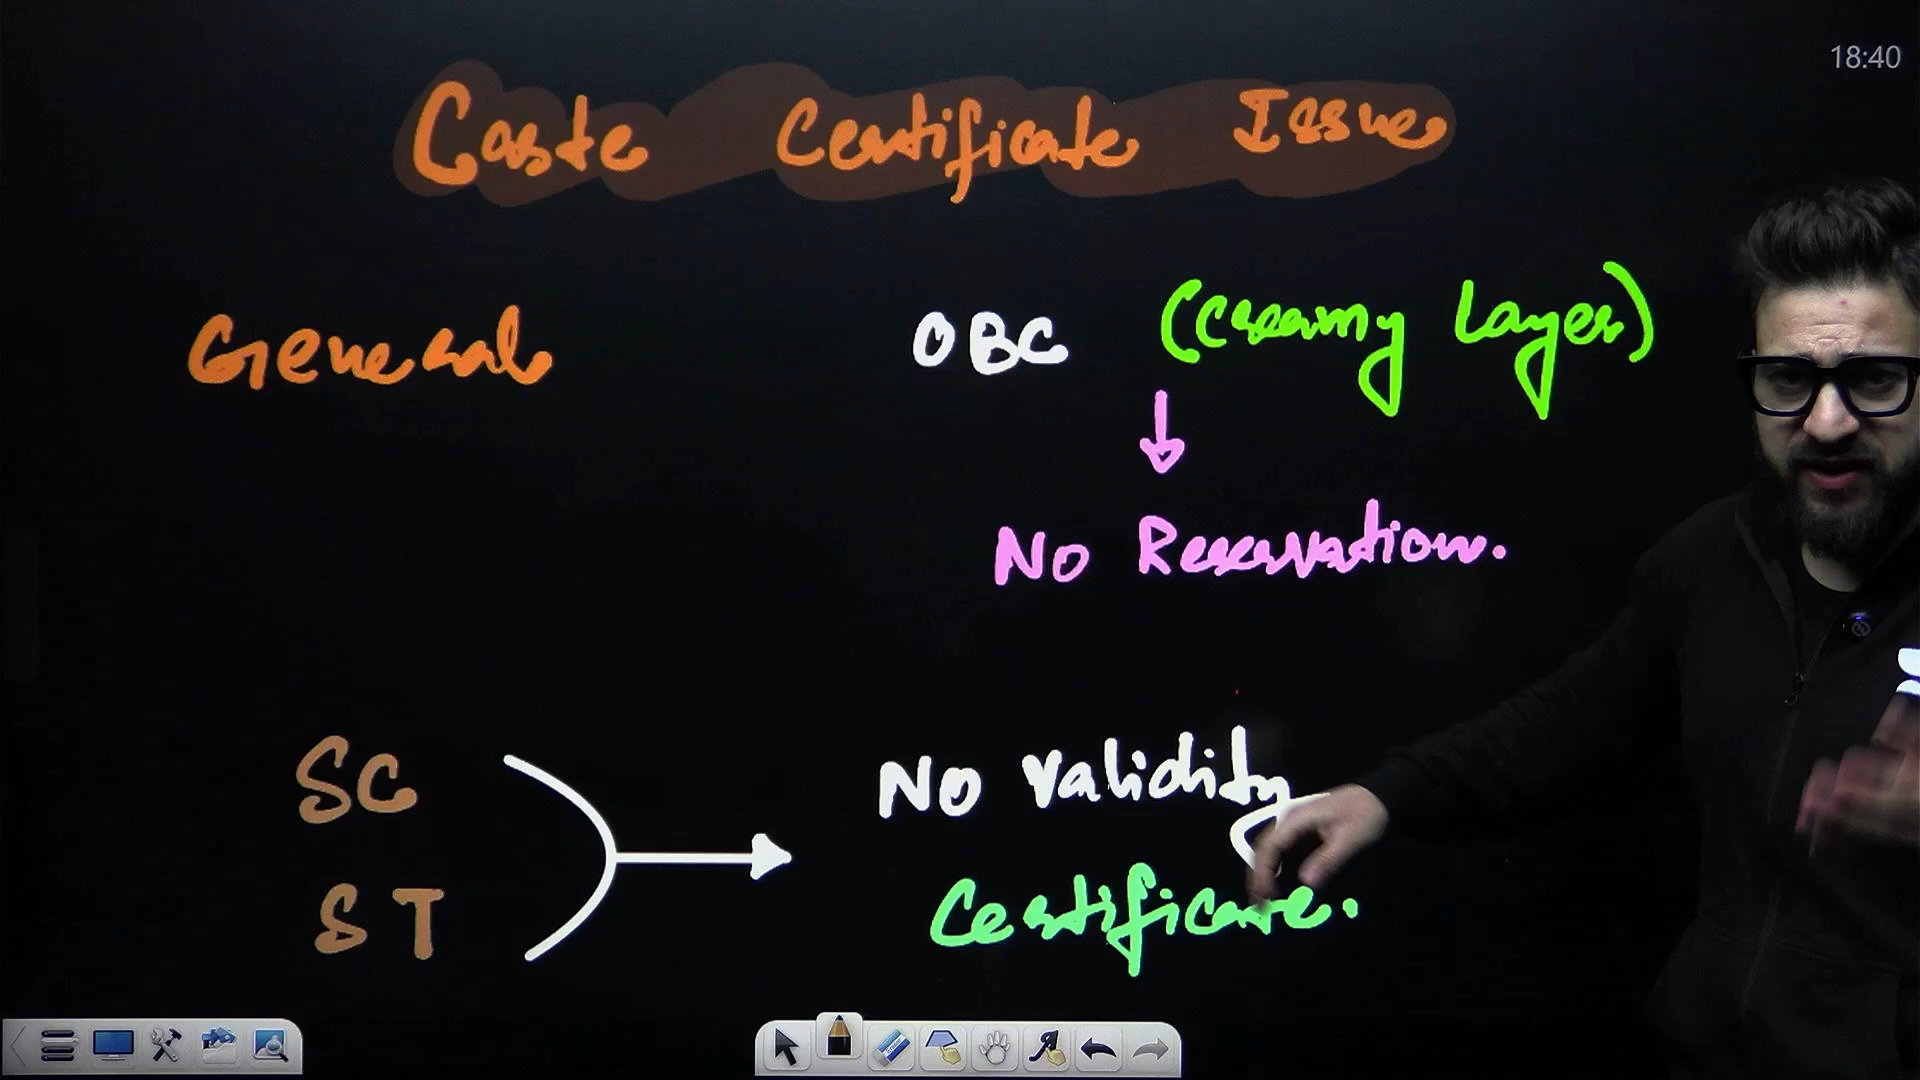 18:40
Caste Certificate Issue
General
OBC (Creamy Layer)
No Reservation.
SC
ST
No Validity
Certificate.